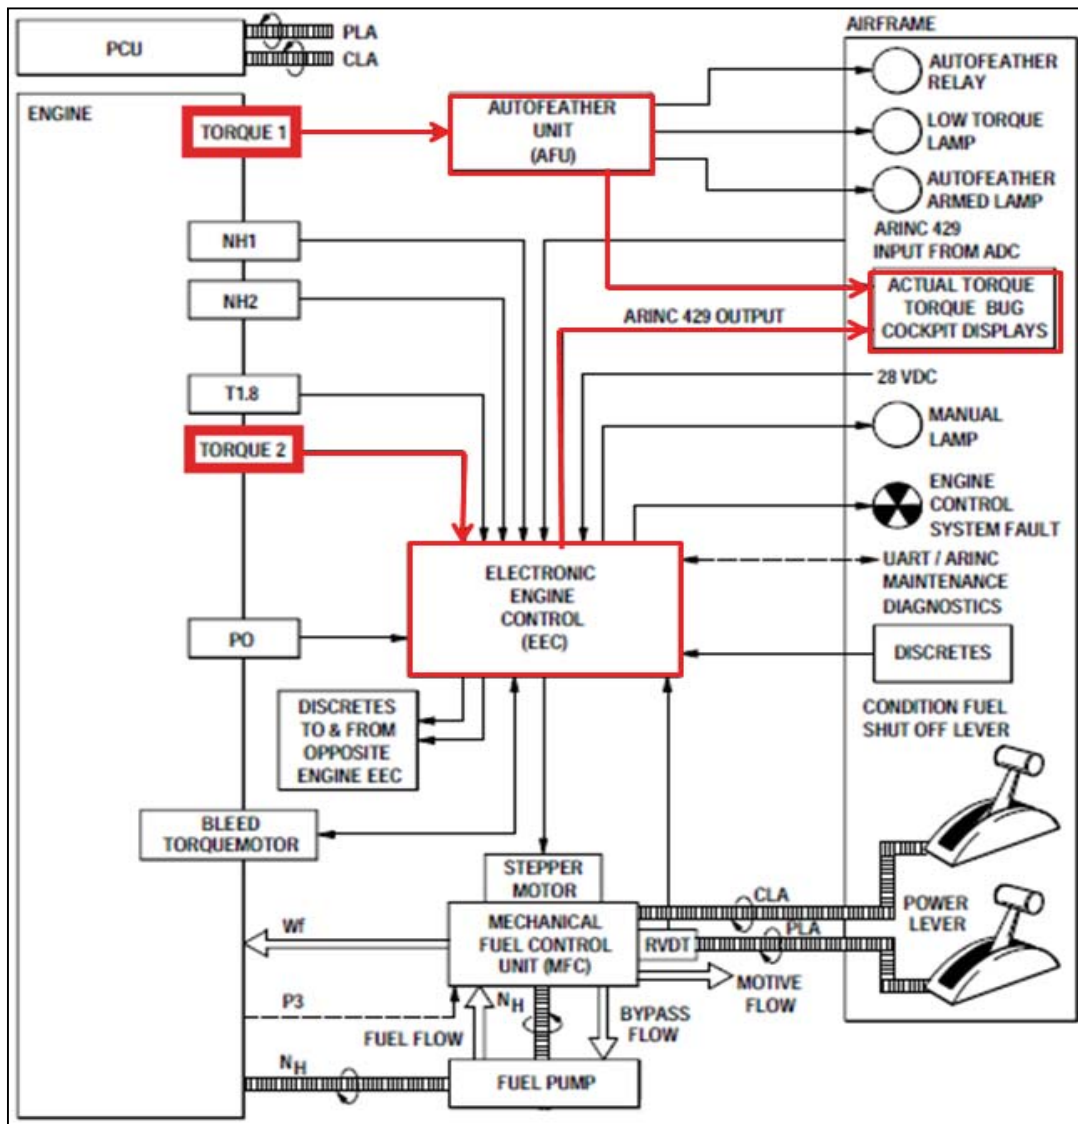 PCU
PLA
CLA
AIRFRAME
ENGINE
TORQUE 1
AUTOFEATHER
UNIT
(AFU)
AUTOFEATHER
RELAY
LOW TORQUE
LAMP
AUTOFEATHER
ARMED LAMP
NH1
ARINC 429
INPUT FROM ADC
NH2
ACTUAL TORQUE
TORQUE BUG
COCKPIT DISPLAYS
ARINC 429 OUTPUT
T1.8
28 VDC
MANUAL
LAMP
TORQUE 2
ENGINE
CONTROL
SYSTEM FAULT
ELECTRONIC
ENGINE
CONTROL
(EEC)
UART / ARINC
MAINTENANCE
DIAGNOSTICS
PO
DISCRETES
DISCRETES
TO & FROM
OPPOSITE
ENGINE EEC
CONDITION FUEL
SHUT OFF LEVER
BLEED
TORQUEMOTOR
STEPPER
MOTOR
CLA
POWER
LEVER
Wf
MECHANICAL
FUEL CONTROL
UNIT (MFC)
RVDT
PLA
MOTIVE
FLOW
P3
FUEL FLOW
NH
BYPASS
FLOW
NH
FUEL PUMP